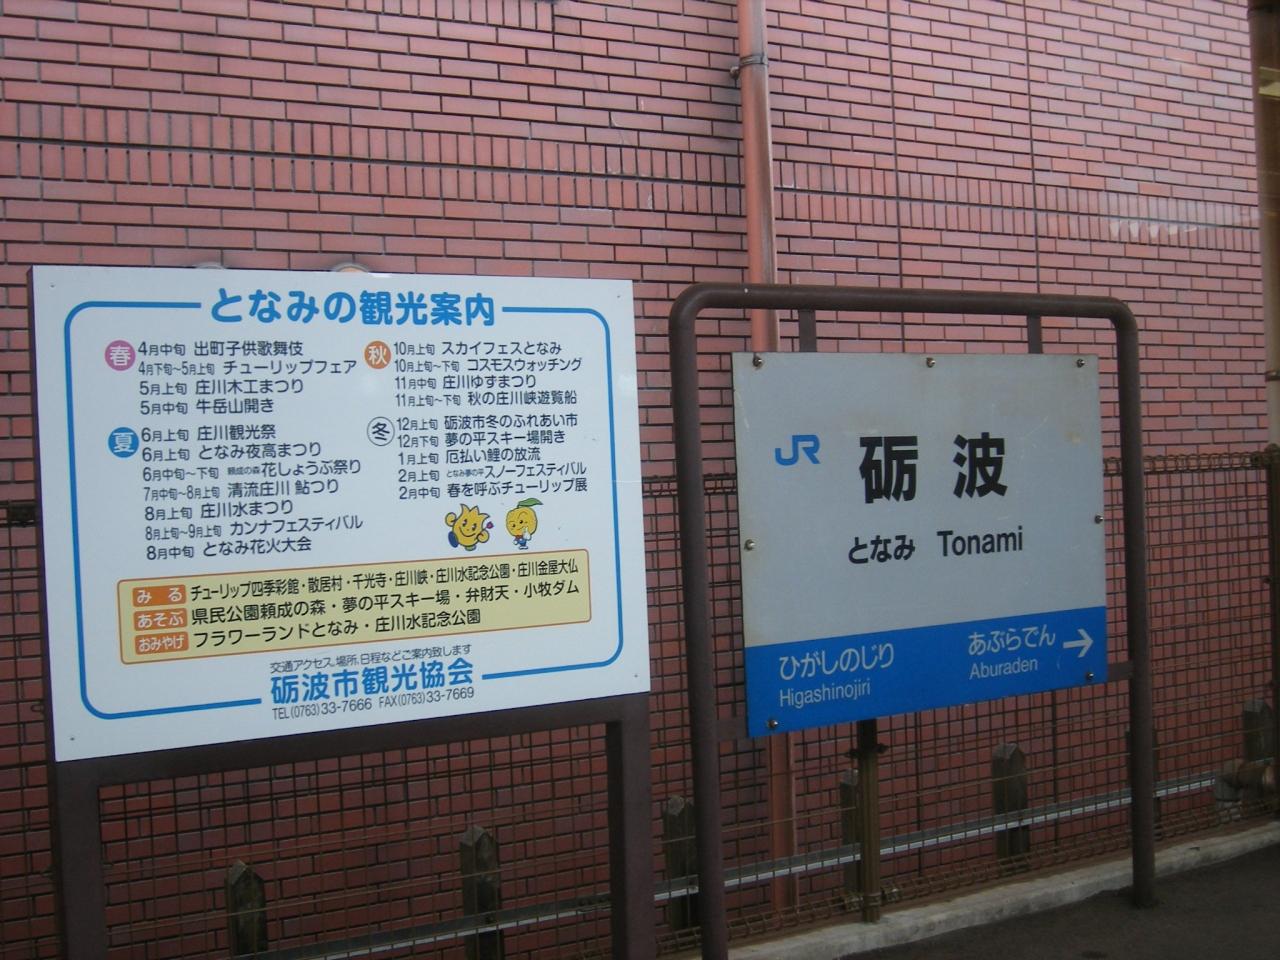 となみの観光案内
春
4月中旬 出町子供歌舞伎
4月下旬~5月上旬 チューリップフェア
5月上旬 庄川木工まつり
5月中旬 牛岳山開き
夏
6月上旬 庄川観光祭
6月上旬 となみ夜高まつり
6月中旬~下旬 頼成の森花しょうぶ祭り
7月中旬~8月上旬 清流庄川 鮎つり
8月上旬 庄川水まつり
8月上旬~9月上旬 カンナフェスティバル
8月中旬 となみ花火大会
秋
10月上旬 スカイフェスとなみ
10月上旬~下旬 コスモスウォッチング
11月中旬 庄川ゆずまつり
11月上旬~下旬 秋の庄川峡遊覧船
冬
12月上旬 砺波市冬のふれあい市
12月下旬 夢の平スキー場開き
1月上旬 厄払い鯉の放流
2月上旬 となみ夢の平スノーフェスティバル
2月中旬 春を呼ぶチューリップ展
みる チューリップ四季彩館・散居村・千光寺・庄川峡・庄川水記念公園・庄川金屋大仏
あそぶ 県民公園頼成の森・夢の平スキー場・弁財天・小牧ダム
おみやげ フラワーランドとなみ・庄川水記念公園
交通アクセス、場所、日程などご案内致します
砺波市観光協会
TEL(0763)33-7666 FAX(0763)33-7669
JR 砺波
となみ Tonami
ひがしのじり
Higashinojiri
あぶらでん →
Aburaden